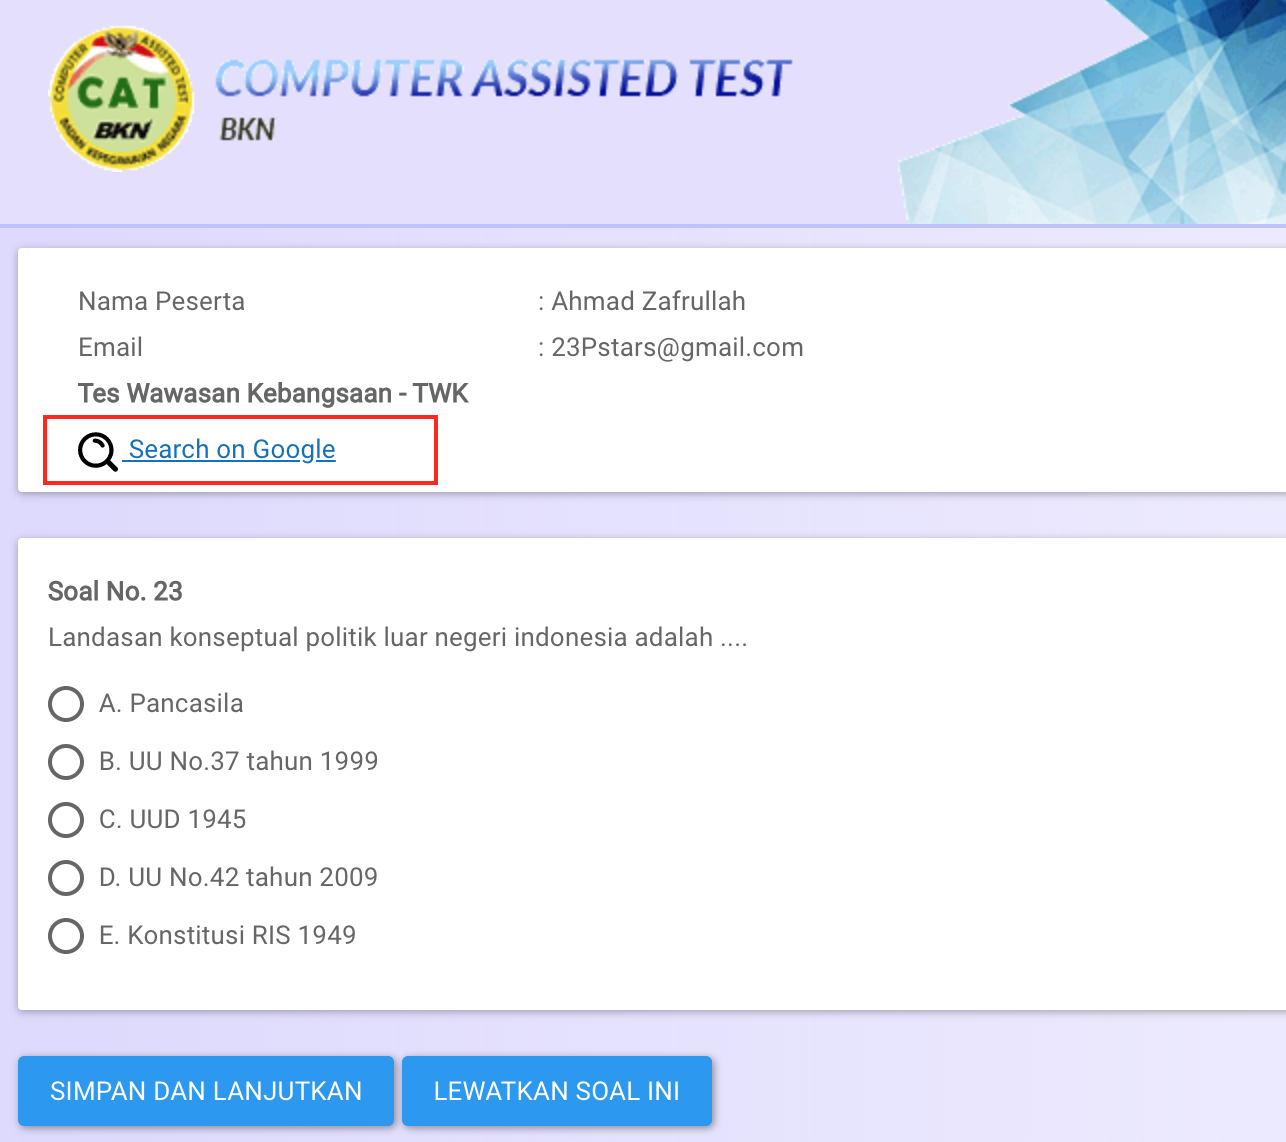 COMPUTER ASSISTED TEST
CAT
BKN
BADAN KEPEGAWAIAN NEGARA
COMPUTER ASSISTED TEST
BKN
Nama Peserta : Ahmad Zafrullah
Email : 23Pstars@gmail.com
Tes Wawasan Kebangsaan - TWK
Search on Google
Soal No. 23
Landasan konseptual politik luar negeri indonesia adalah ....
A. Pancasila
B. UU No.37 tahun 1999
C. UUD 1945
D. UU No.42 tahun 2009
E. Konstitusi RIS 1949
SIMPAN DAN LANJUTKAN LEWATKAN SOAL INI